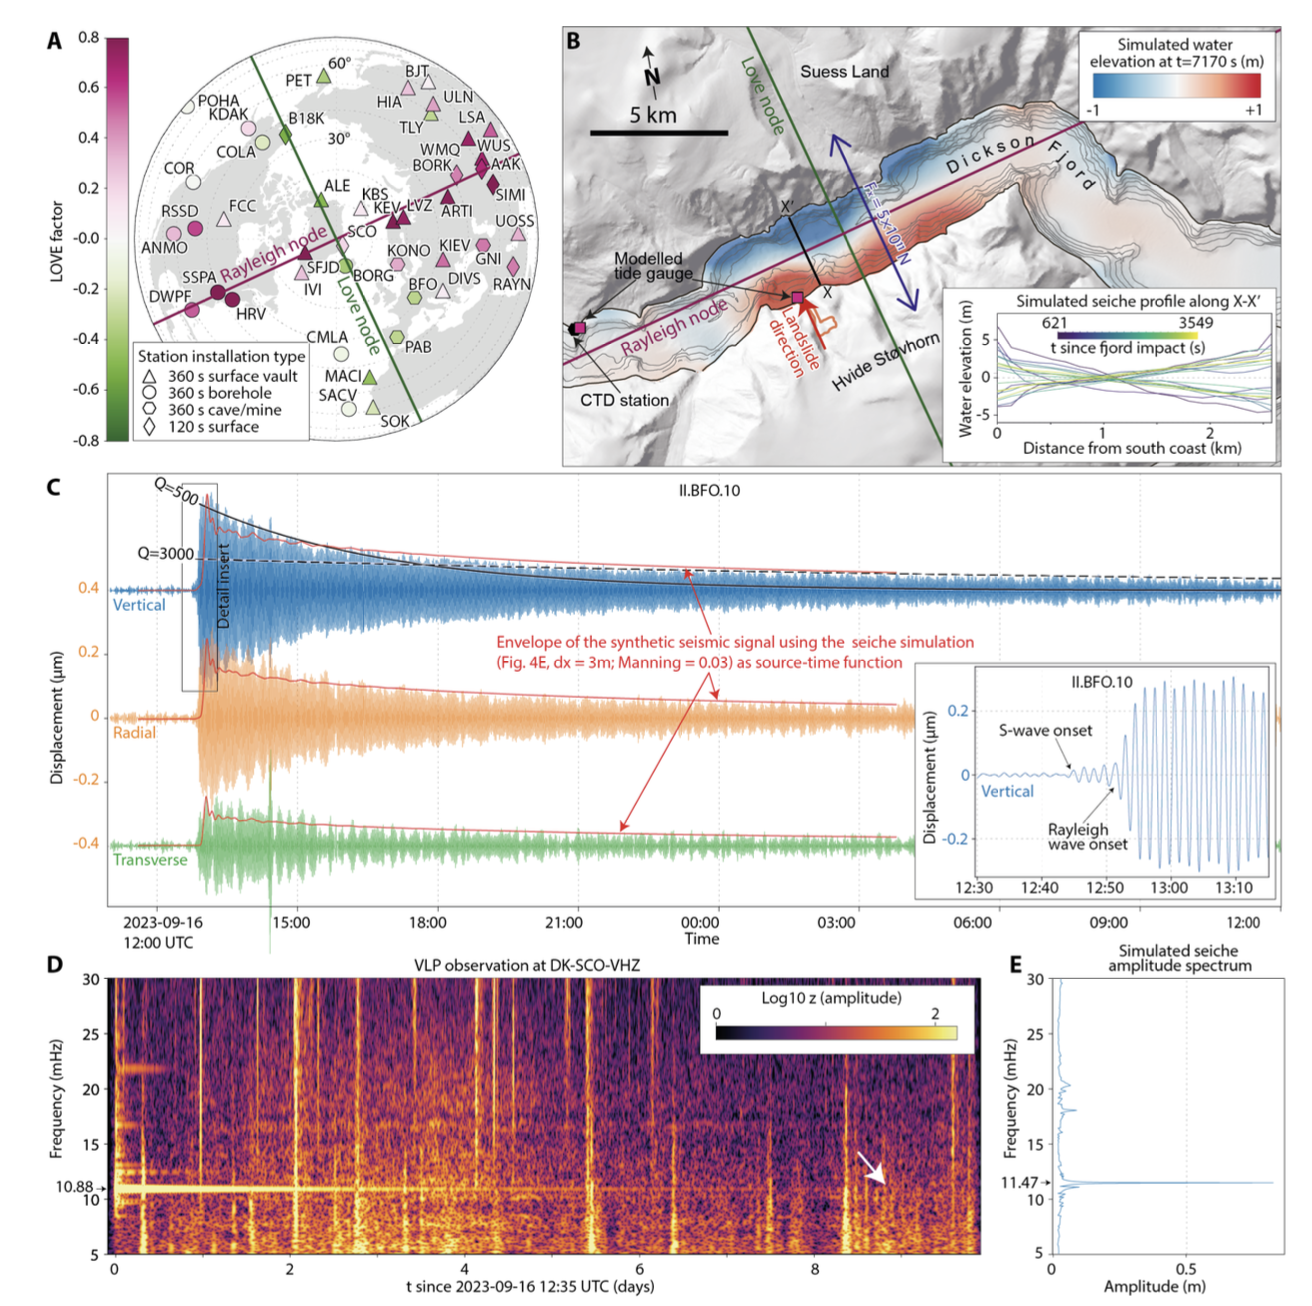 A
0.8
0.6
0.4
0.2
-0.0
-0.2
-0.4
-0.6
-0.8
LOVE factor
60°
30°
PET
BJT
HIA
ULN
TLY
LSA
POHA
KDAK
B18K
COLA
WMQ
WUS
BORK
AAK
COR
ALE
KBS
KEV
LVZ
ARTI
SIMI
RSSD
FCC
SCO
UOSS
ANMO
Rayleigh node
KONO
KIEV
GNI
SSPA
SFJD
BORG
BFO
DIVS
RAYN
DWPF
IVI
HRV
Love node
CMLA
PAB
MACI
SACV
SOK
Station installation type
360 s surface vault
360 s borehole
360 s cave/mine
120 s surface
B
N
5 km
Love node
Suess Land
Simulated water
elevation at t=7170 s (m)
-1
+1
Dickson Fjord
X'
X
Modelled
tide gauge
Rayleigh node
Landslide
direction
Hvide Støvhorn
CTD station
Simulated seiche profile along X-X'
621
3549
t since fjord impact (s)
Water elevation (m)
5
0
-5
0
1
2
Distance from south coast (km)
C
II.BFO.10
Q=500
Q=3000
Detail insert
0.4
Vertical
0.2
0
Radial
-0.2
-0.4
Transverse
Displacement (μm)
Envelope of the synthetic seismic signal using the seiche simulation
(Fig. 4E, dx = 3m; Manning = 0.03) as source-time function
II.BFO.10
0.2
0
-0.2
Displacement (μm)
S-wave onset
Vertical
Rayleigh
wave onset
12:30
12:40
12:50
13:00
13:10
2023-09-16
12:00 UTC
15:00
18:00
21:00
00:00
03:00
06:00
09:00
12:00
Time
D
VLP observation at DK-SCO-VHZ
Log10 z (amplitude)
0
2
30
25
20
15
10.88
10
5
Frequency (mHz)
0
2
4
6
8
t since 2023-09-16 12:35 UTC (days)
E
Simulated seiche
amplitude spectrum
30
25
20
15
11.47
10
5
Frequency (mHz)
0
0.5
Amplitude (m)